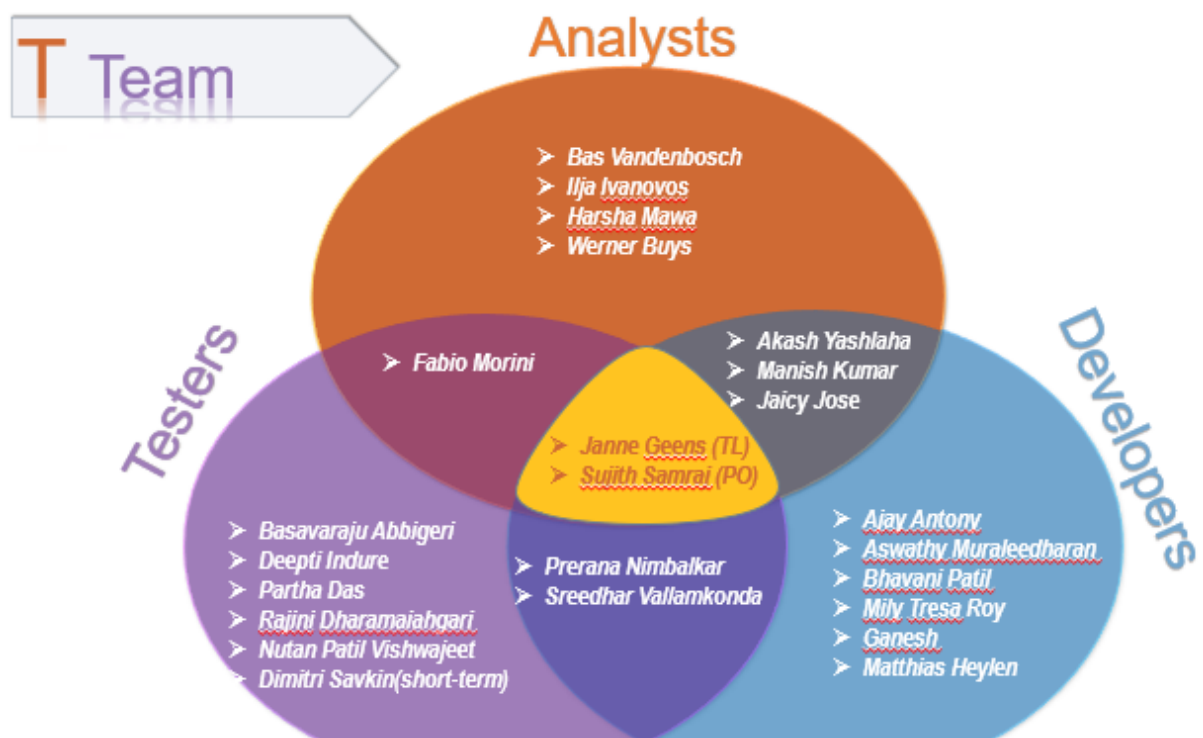 T Team
Analysts
➢ Bas Vandenbosch
➢ Ilja Ivanovos
➢ Harsha Mawa
➢ Werner Buys
Testers
Developers
➢ Fabio Morini
➢ Akash Yashlaha
➢ Manish Kumar
➢ Jaicy Jose
➢ Janne Geens (TL)
➢ Sujith Samraj (PO)
➢ Basavaraju Abbigeri
➢ Deepti Indure
➢ Partha Das
➢ Rajini Dharamaiahgari
➢ Nutan Patil Vishwajeet
➢ Dimitri Savkin(short-term)
➢ Prerana Nimbalkar
➢ Sreedhar Vallamkonda
➢ Ajay Antony
➢ Aswathy Muraleedharan
➢ Bhavani Patil
➢ Mily Tresa Roy
➢ Ganesh
➢ Matthias Heylen